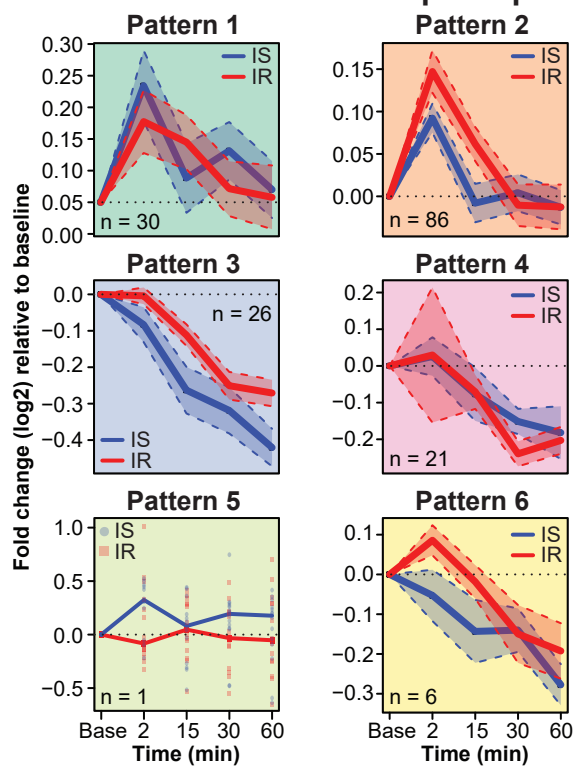 Pattern 1
Pattern 2
Fold change (log2) relative to baseline
0.30
0.25
0.20
0.15
0.10
0.05
0.00
IS
IR
n = 30
0.15
0.10
0.05
0.00
IS
IR
n = 86
Pattern 3
Pattern 4
0.0
−0.1
−0.2
−0.3
−0.4
n = 26
IS
IR
0.2
0.1
0.0
−0.1
−0.2
IS
IR
n = 21
Pattern 5
Pattern 6
1.0
0.5
0.0
−0.5
IS
IR
n = 1
Base 2 15 30 60
Time (min)
0.1
0.0
−0.1
−0.2
−0.3
IS
IR
n = 6
Base 2 15 30 60
Time (min)